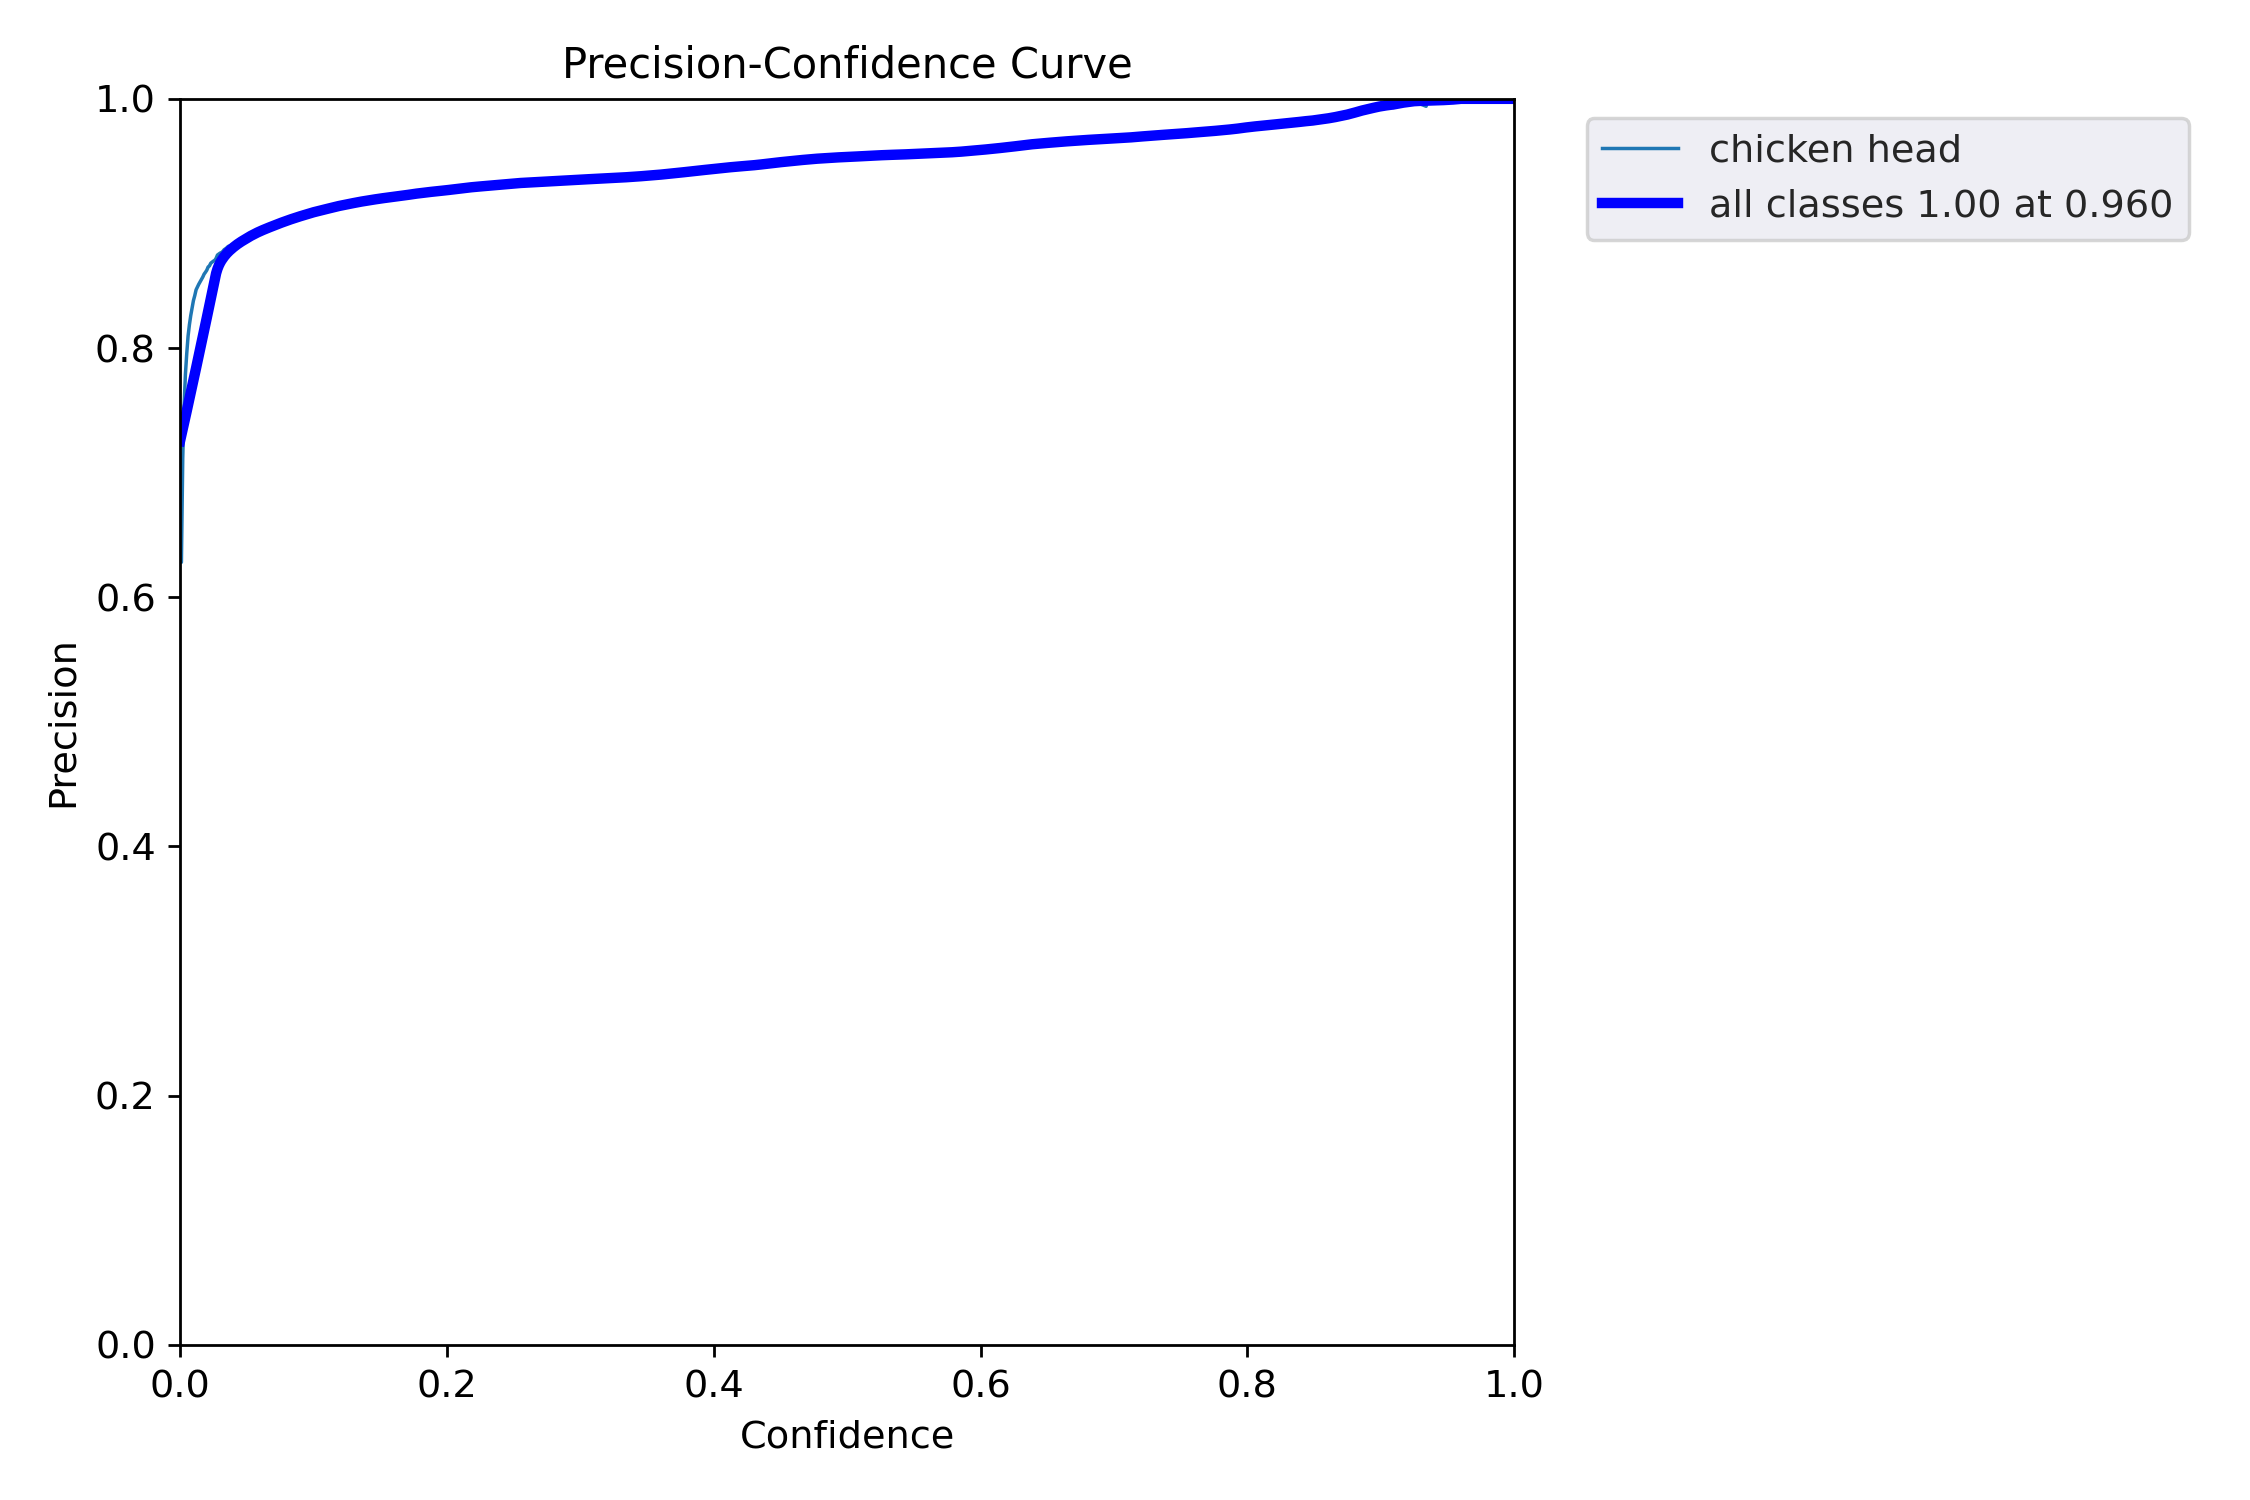 Precision-Confidence Curve
1.0
0.8
0.6
0.4
0.2
0.0
Precision
0.0 0.2 0.4 0.6 0.8 1.0
Confidence
chicken head
all classes 1.00 at 0.960